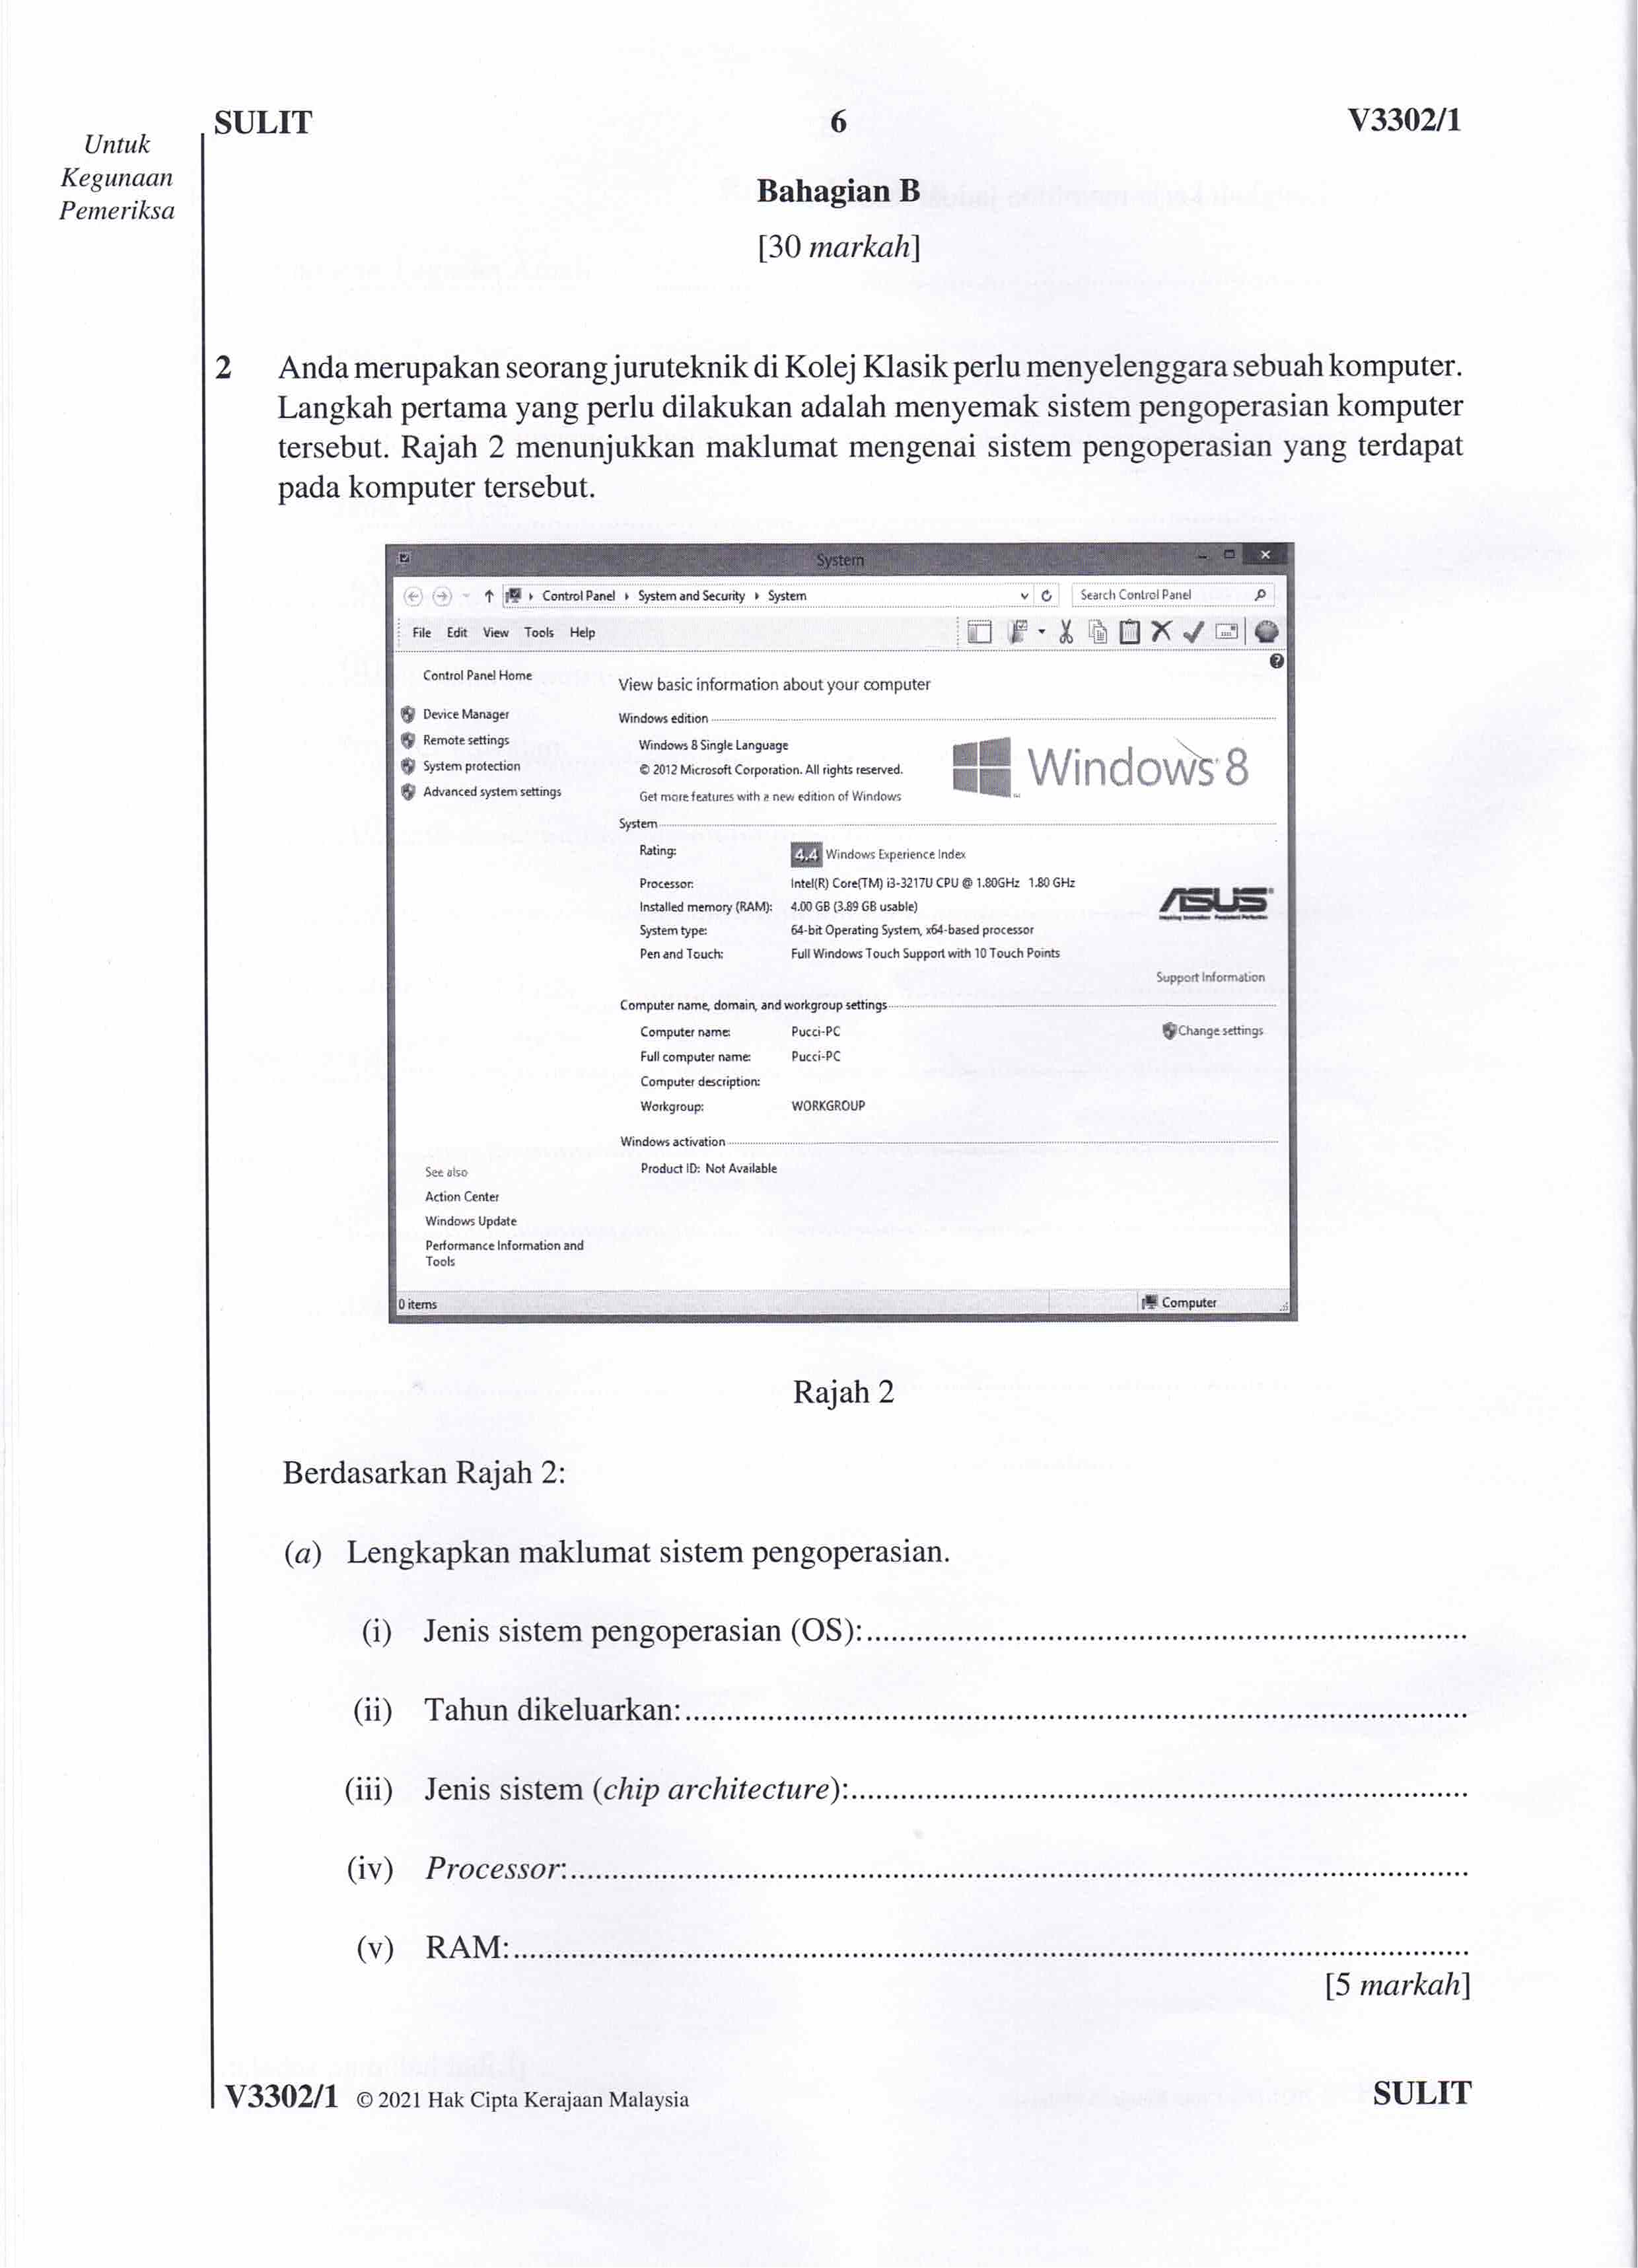 SULIT
6
V3302/1
Untuk
Kegunaan
Pemeriksa
Bahagian B
[30 markah]
2 Anda merupakan seorang juruteknik di Kolej Klasik perlu menyelenggara sebuah komputer.
Langkah pertama yang perlu dilakukan adalah menyemak sistem pengoperasian komputer
tersebut. Rajah 2 menunjukkan maklumat mengenai sistem pengoperasian yang terdapat
pada komputer tersebut.
System
Control Panel System and Security System
Search Control Panel
File Edit View Tools Help
Control Panel Home
Device Manager
Remote settings
System protection
Advanced system settings
View basic information about your computer
Windows edition
Windows 8 Single Language
© 2012 Microsoft Corporation. All rights reserved.
Get more features with a new edition of Windows
Windows 8
System
Rating: 4,4 Windows Experience Index
Processor: Intel(R) Core(TM) i3-3217U CPU @ 1.80GHz 1.80 GHz
Installed memory (RAM): 4.00 GB (3.89 GB usable)
System type: 64-bit Operating System, x64-based processor
Pen and Touch: Full Windows Touch Support with 10 Touch Points
ASUS
Support Information
Computer name, domain, and workgroup settings
Computer name: Pucci-PC
Change settings
Full computer name: Pucci-PC
Computer description:
Workgroup: WORKGROUP
Windows activation
Product ID: Not Available
See also
Action Center
Windows Update
Performance Information and
Tools
0 items
Computer
Rajah 2
Berdasarkan Rajah 2:
(a) Lengkapkan maklumat sistem pengoperasian.
(i) Jenis sistem pengoperasian (OS):
(ii) Tahun dikeluarkan:
(iii) Jenis sistem (chip architecture):
(iv) Processor:
(v) RAM:
[5 markah]
V3302/1 © 2021 Hak Cipta Kerajaan Malaysia
SULIT